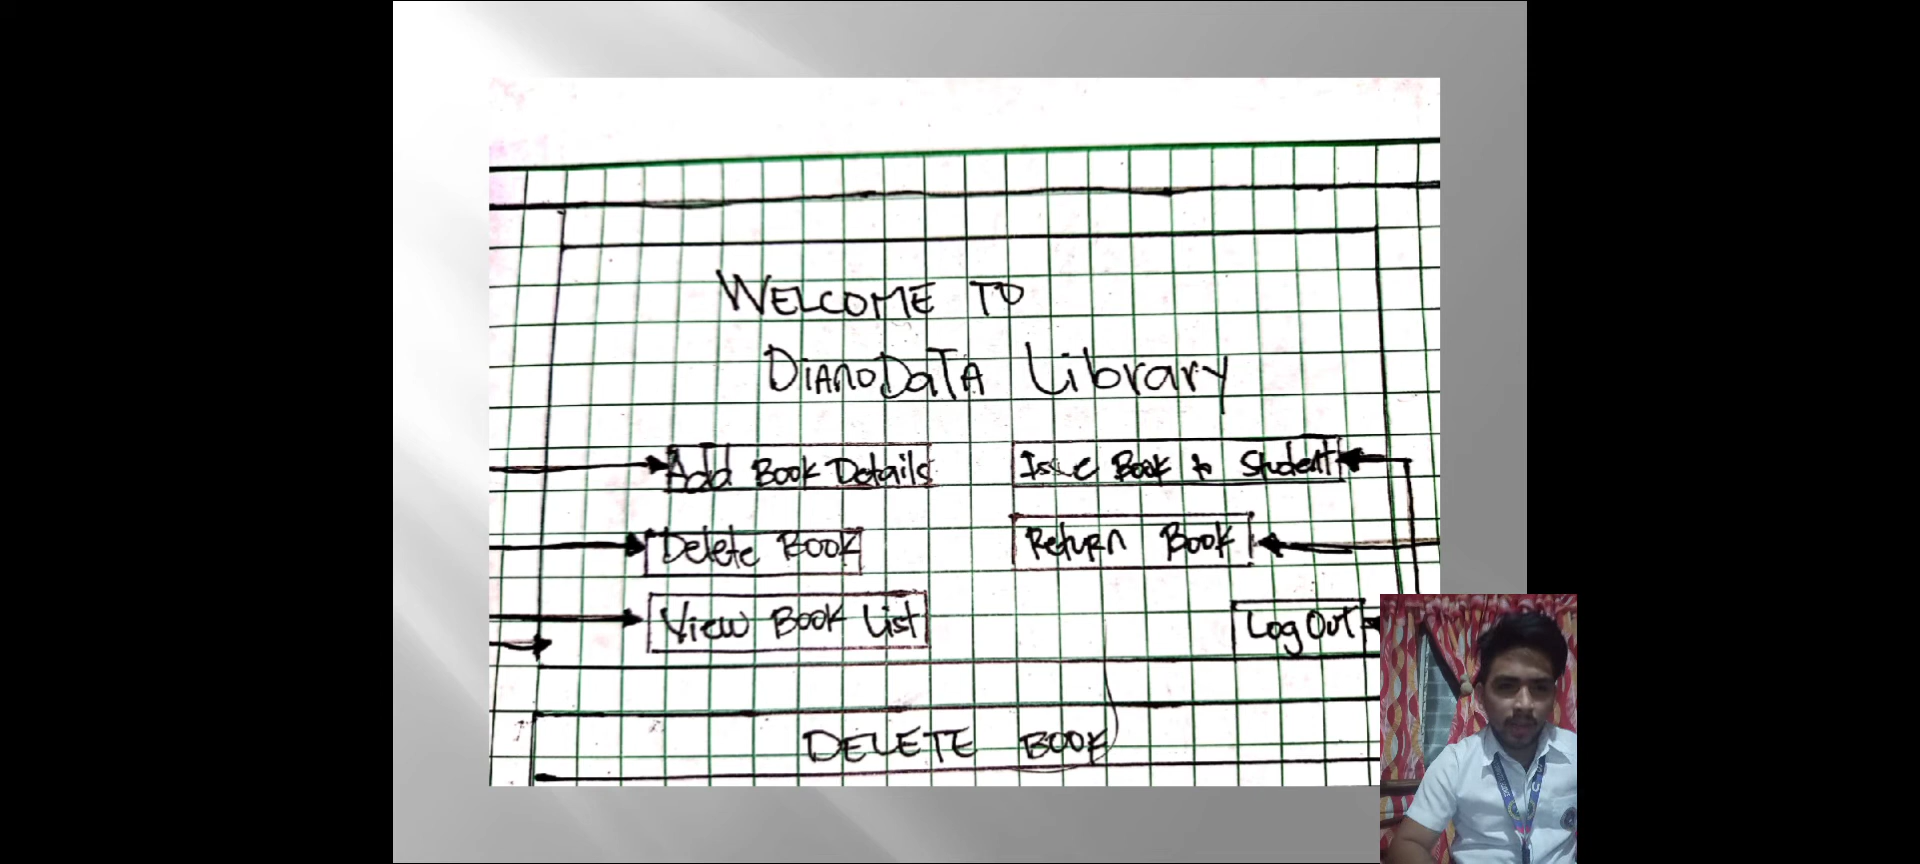 WELCOME TO
DIANODATA Library
Add Book Details
Issue Book to Student
Delete Book
Return Book
View Book List
Log Out
DELETE BOOK